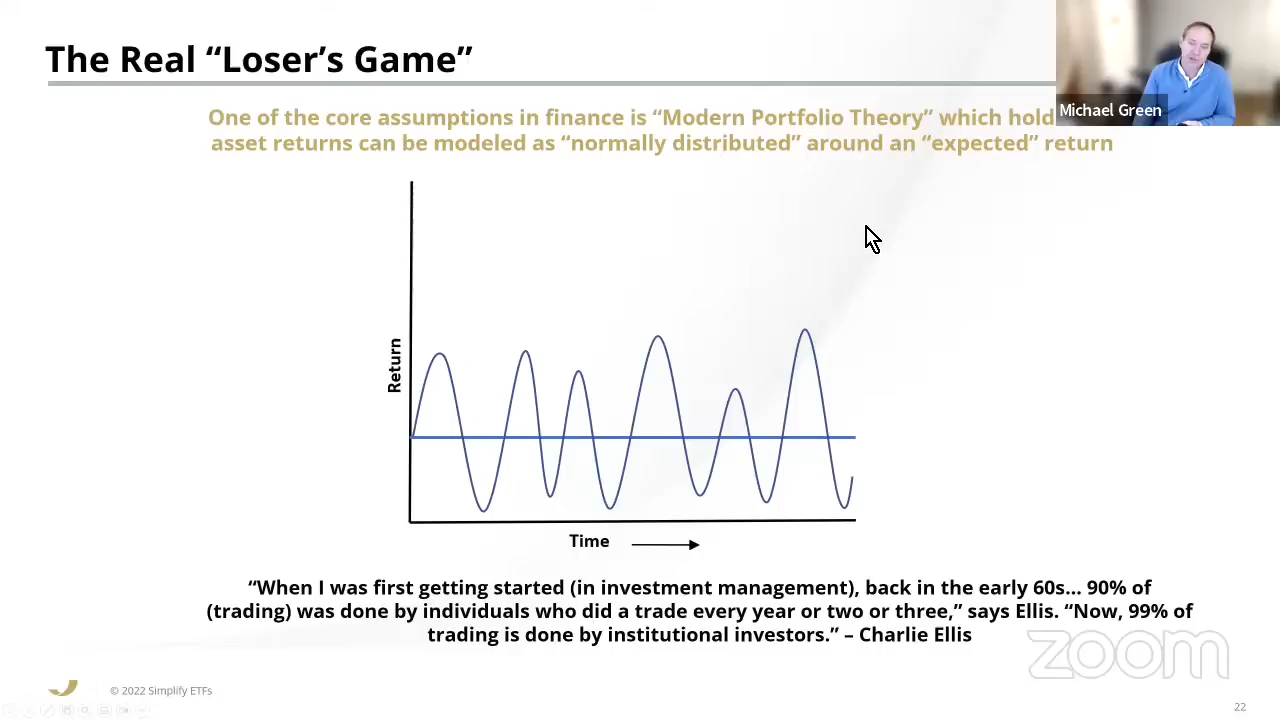 The Real “Loser’s Game”
Michael Green
One of the core assumptions in finance is “Modern Portfolio Theory” which hold
asset returns can be modeled as “normally distributed” around an “expected” return
Return
Time
“When I was first getting started (in investment management), back in the early 60s… 90% of
(trading) was done by individuals who did a trade every year or two or three,” says Ellis. “Now, 99% of
trading is done by institutional investors.” – Charlie Ellis
zoom
© 2022 Simplify ETFs
22